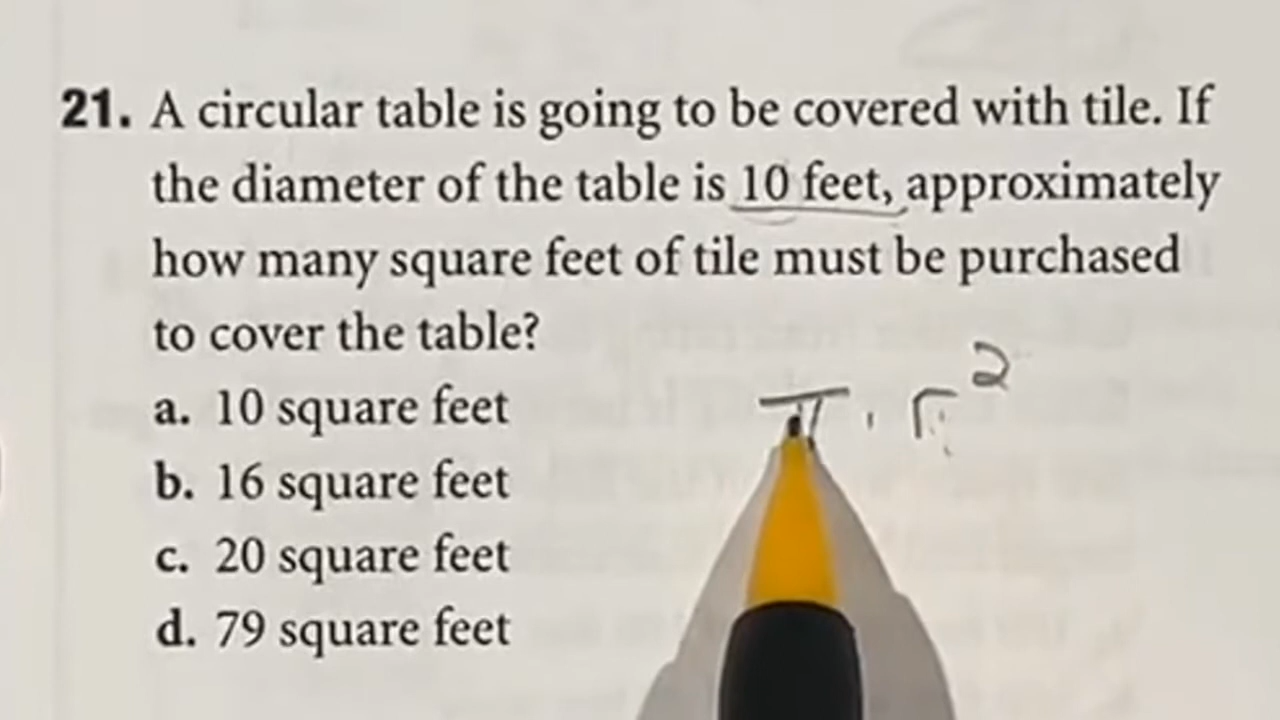 21. A circular table is going to be covered with tile. If
the diameter of the table is 10 feet, approximately
how many square feet of tile must be purchased
to cover the table?
a. 10 square feet
b. 16 square feet
c. 20 square feet
d. 79 square feet
π · r²